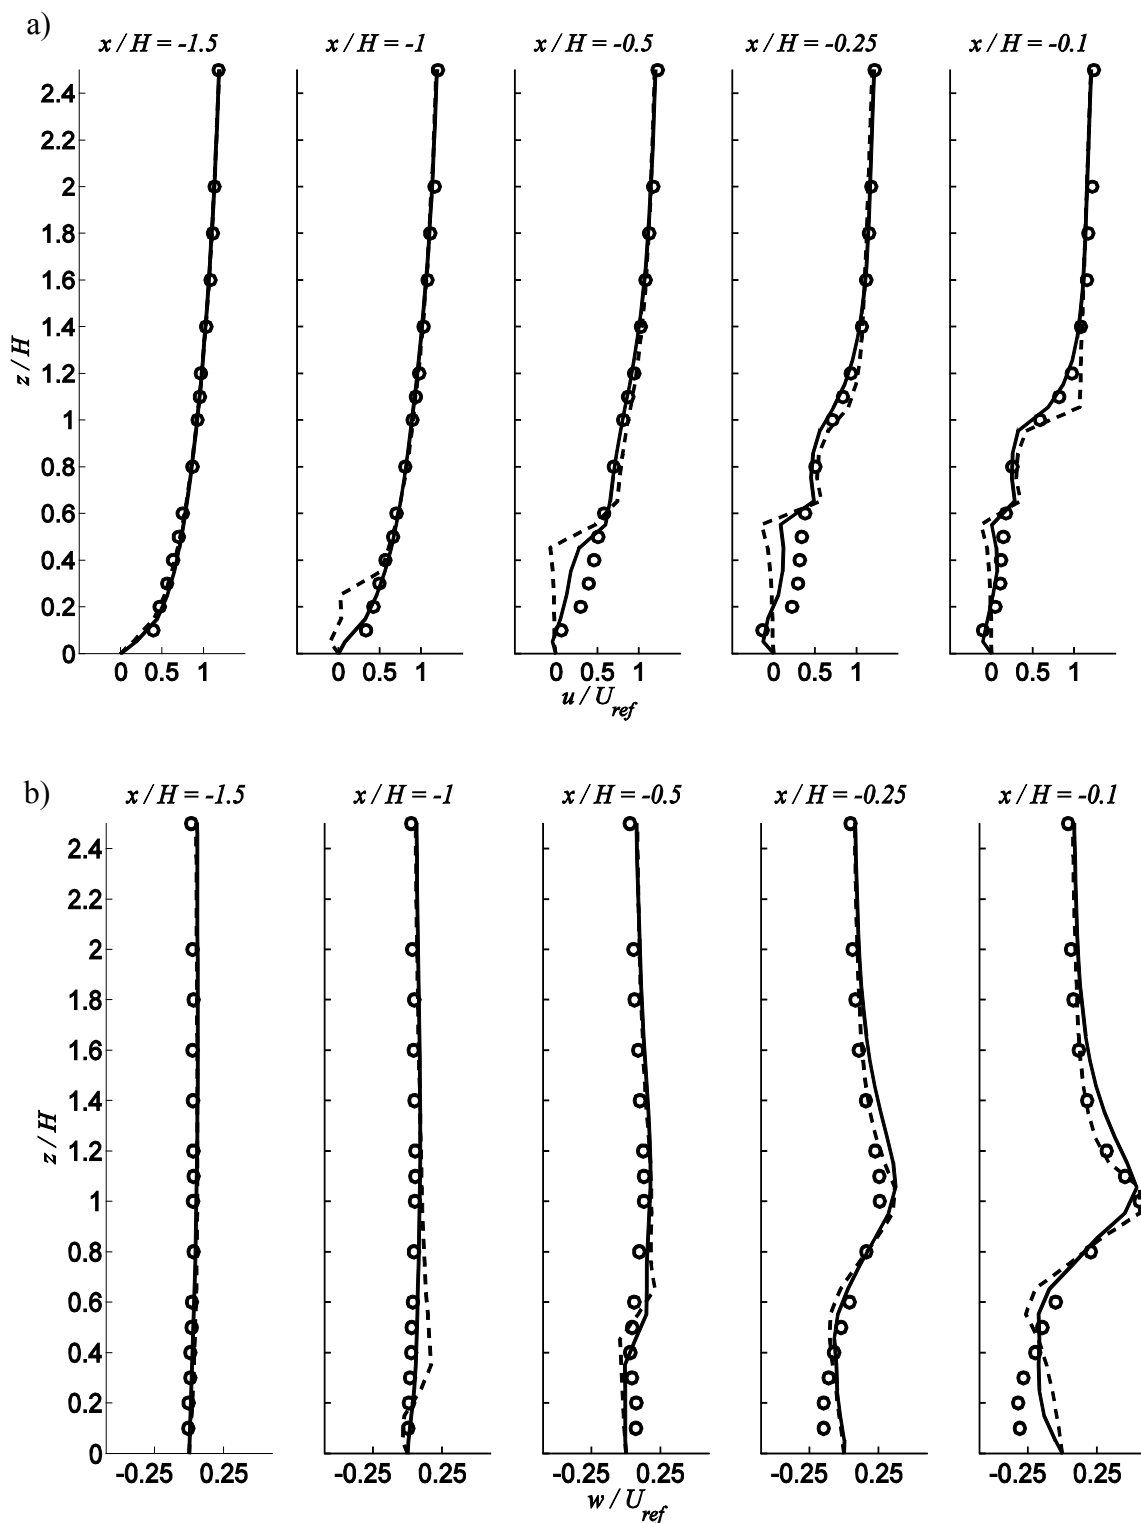 a)
x / H = -1.5 x / H = -1 x / H = -0.5 x / H = -0.25 x / H = -0.1
2.4
2.2
2
1.8
1.6
1.4
z / H
1.2
1
0.8
0.6
0.4
0.2
0
0 0.5 1 0 0.5 1 0 0.5 1 0 0.5 1 0 0.5 1
u / Uref
b)
x / H = -1.5 x / H = -1 x / H = -0.5 x / H = -0.25 x / H = -0.1
2.4
2.2
2
1.8
1.6
1.4
z / H
1.2
1
0.8
0.6
0.4
0.2
0
-0.25 0.25 -0.25 0.25 -0.25 0.25 -0.25 0.25 -0.25 0.25
w / Uref